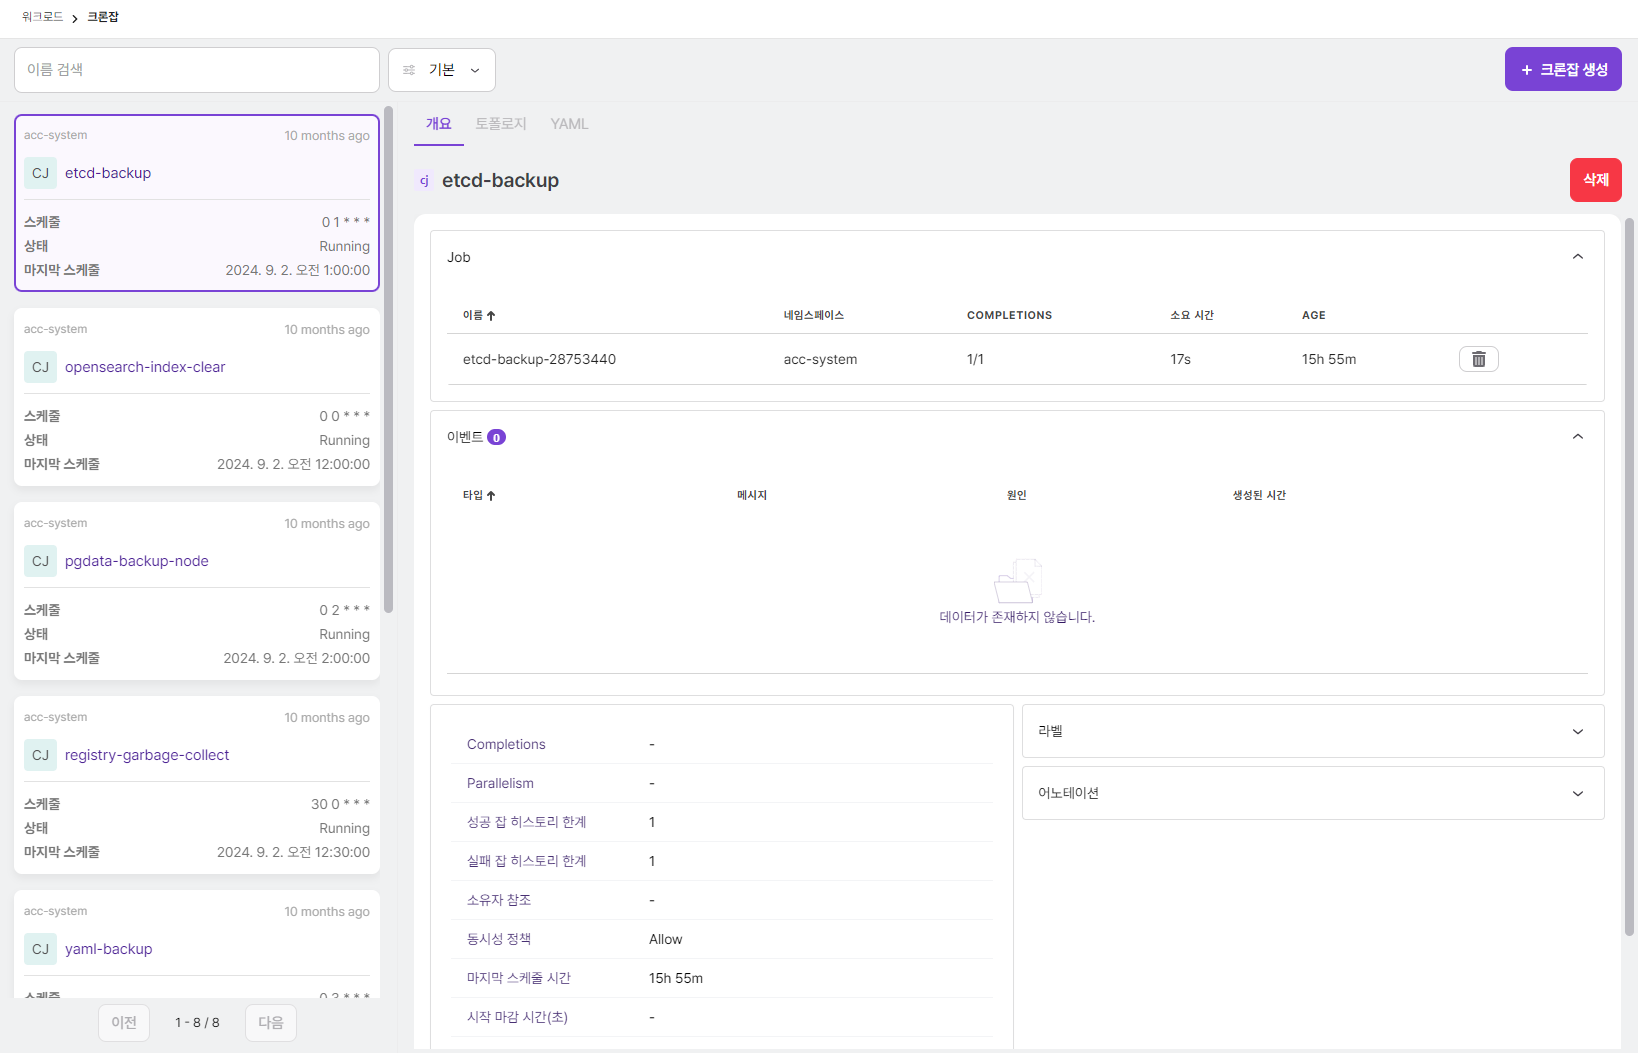 워크로드 > 크론잡
이름 검색
기본
+ 크론잡 생성
acc-system 10 months ago
CJ etcd-backup
스케줄 0 1 * * *
상태 Running
마지막 스케줄 2024. 9. 2. 오전 1:00:00
acc-system 10 months ago
CJ opensearch-index-clear
스케줄 0 0 * * *
상태 Running
마지막 스케줄 2024. 9. 2. 오전 12:00:00
acc-system 10 months ago
CJ pgdata-backup-node
스케줄 0 2 * * *
상태 Running
마지막 스케줄 2024. 9. 2. 오전 2:00:00
acc-system 10 months ago
CJ registry-garbage-collect
스케줄 30 0 * * *
상태 Running
마지막 스케줄 2024. 9. 2. 오전 12:30:00
acc-system 10 months ago
CJ yaml-backup
스케줄 0 3 * * *
이전 1 - 8 / 8 다음
개요 토폴로지 YAML
cj etcd-backup
삭제
Job
이름 네임스페이스 COMPLETIONS 소요 시간 AGE
etcd-backup-28753440 acc-system 1/1 17s 15h 55m
이벤트 0
타입 메시지 원인 생성된 시간
데이터가 존재하지 않습니다.
Completions -
Parallelism -
성공 잡 히스토리 한계 1
실패 잡 히스토리 한계 1
소유자 참조 -
동시성 정책 Allow
마지막 스케줄 시간 15h 55m
시작 마감 시간(초) -
라벨
어노테이션